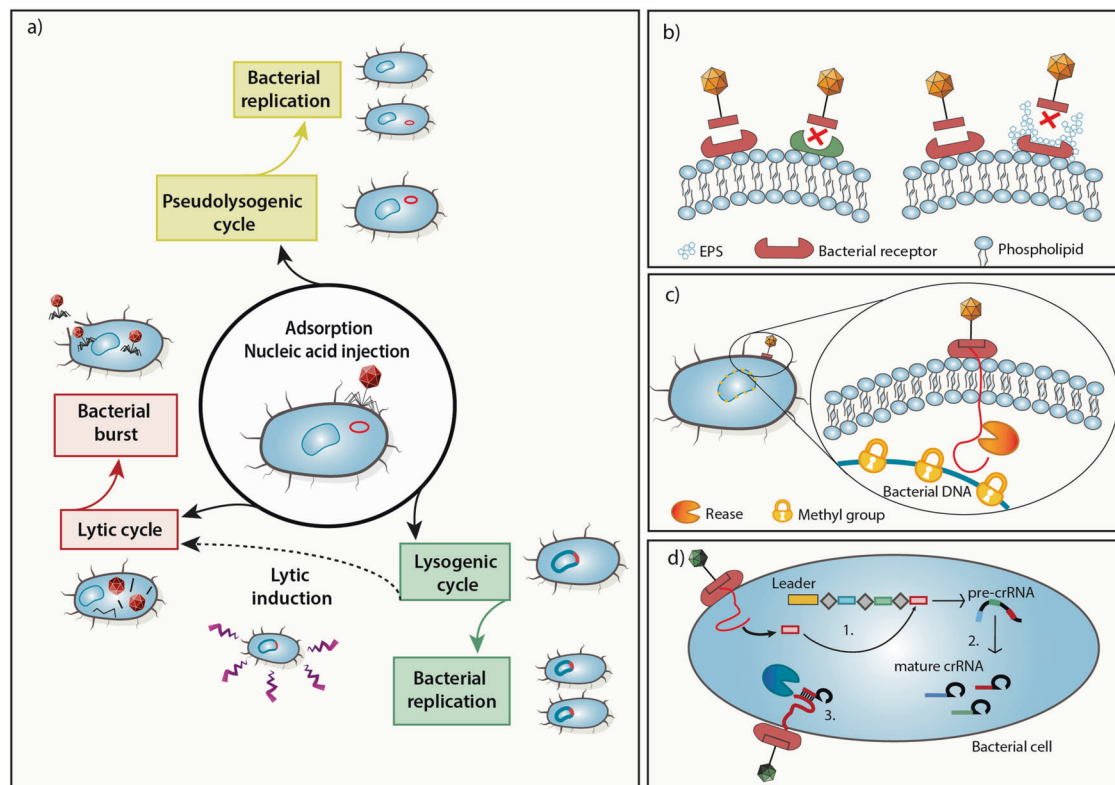 a)
Bacterial
replication
Pseudolysogenic
cycle
Adsorption
Nucleic acid injection
Bacterial
burst
Lytic cycle
Lytic
induction
Lysogenic
cycle
Bacterial
replication
b)
EPS
Bacterial receptor
Phospholipid
c)
Bacterial DNA
Rease
Methyl group
d)
Leader
pre-crRNA
1.
2.
mature crRNA
3.
Bacterial cell